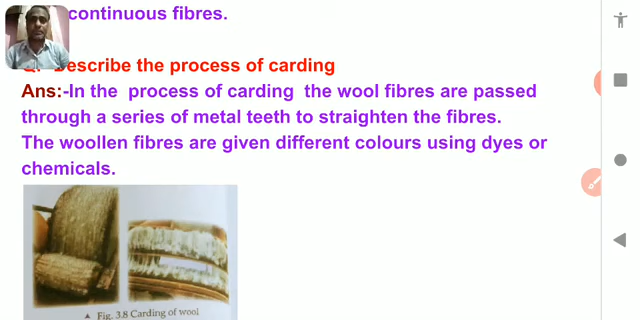 continuous fibres.
Describe the process of carding
Ans:-In the process of carding the wool fibres are passed
through a series of metal teeth to straighten the fibres.
The woollen fibres are given different colours using dyes or
chemicals.
▲ Fig. 3.8 Carding of wool